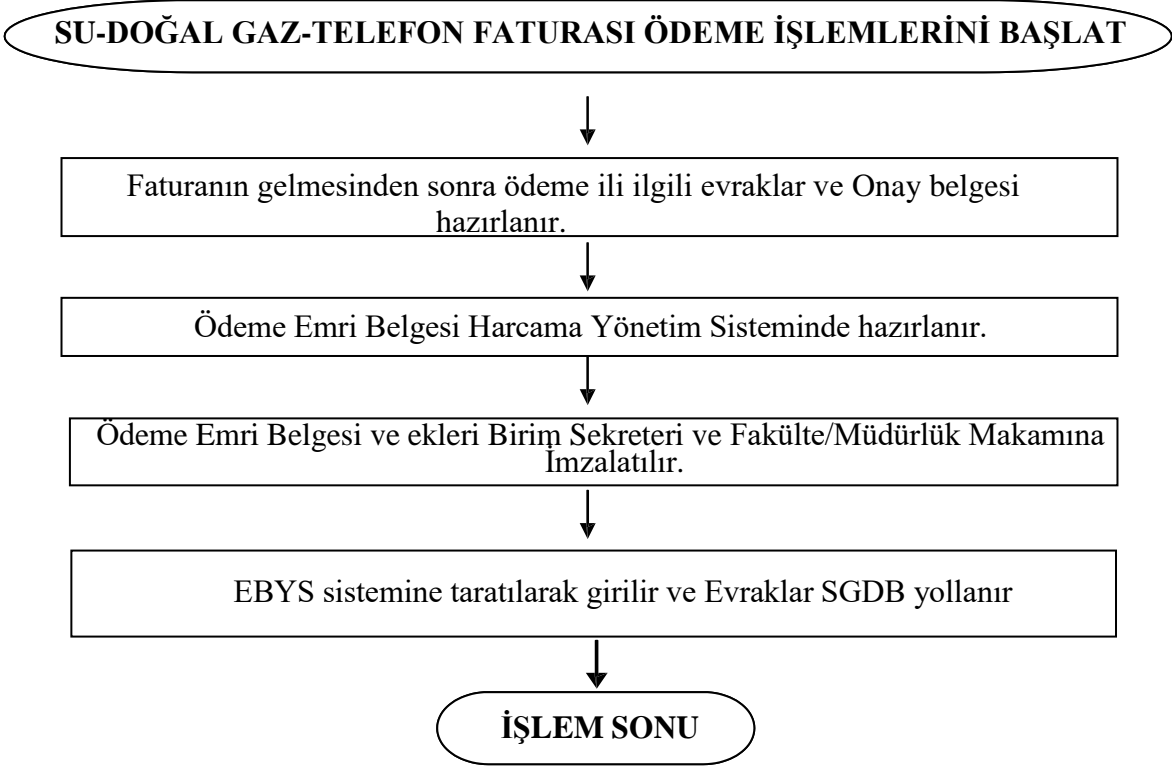 SU-DOĞAL GAZ-TELEFON FATURASI ÖDEME İŞLEMLERİNİ BAŞLAT
Faturanın gelmesinden sonra ödeme ili ilgili evraklar ve Onay belgesi
hazırlanır.
Ödeme Emri Belgesi Harcama Yönetim Sisteminde hazırlanır.
Ödeme Emri Belgesi ve ekleri Birim Sekreteri ve Fakülte/Müdürlük Makamına
İmzalatılır.
EBYS sistemine taratılarak girilir ve Evraklar SGDB yollanır
İŞLEM SONU